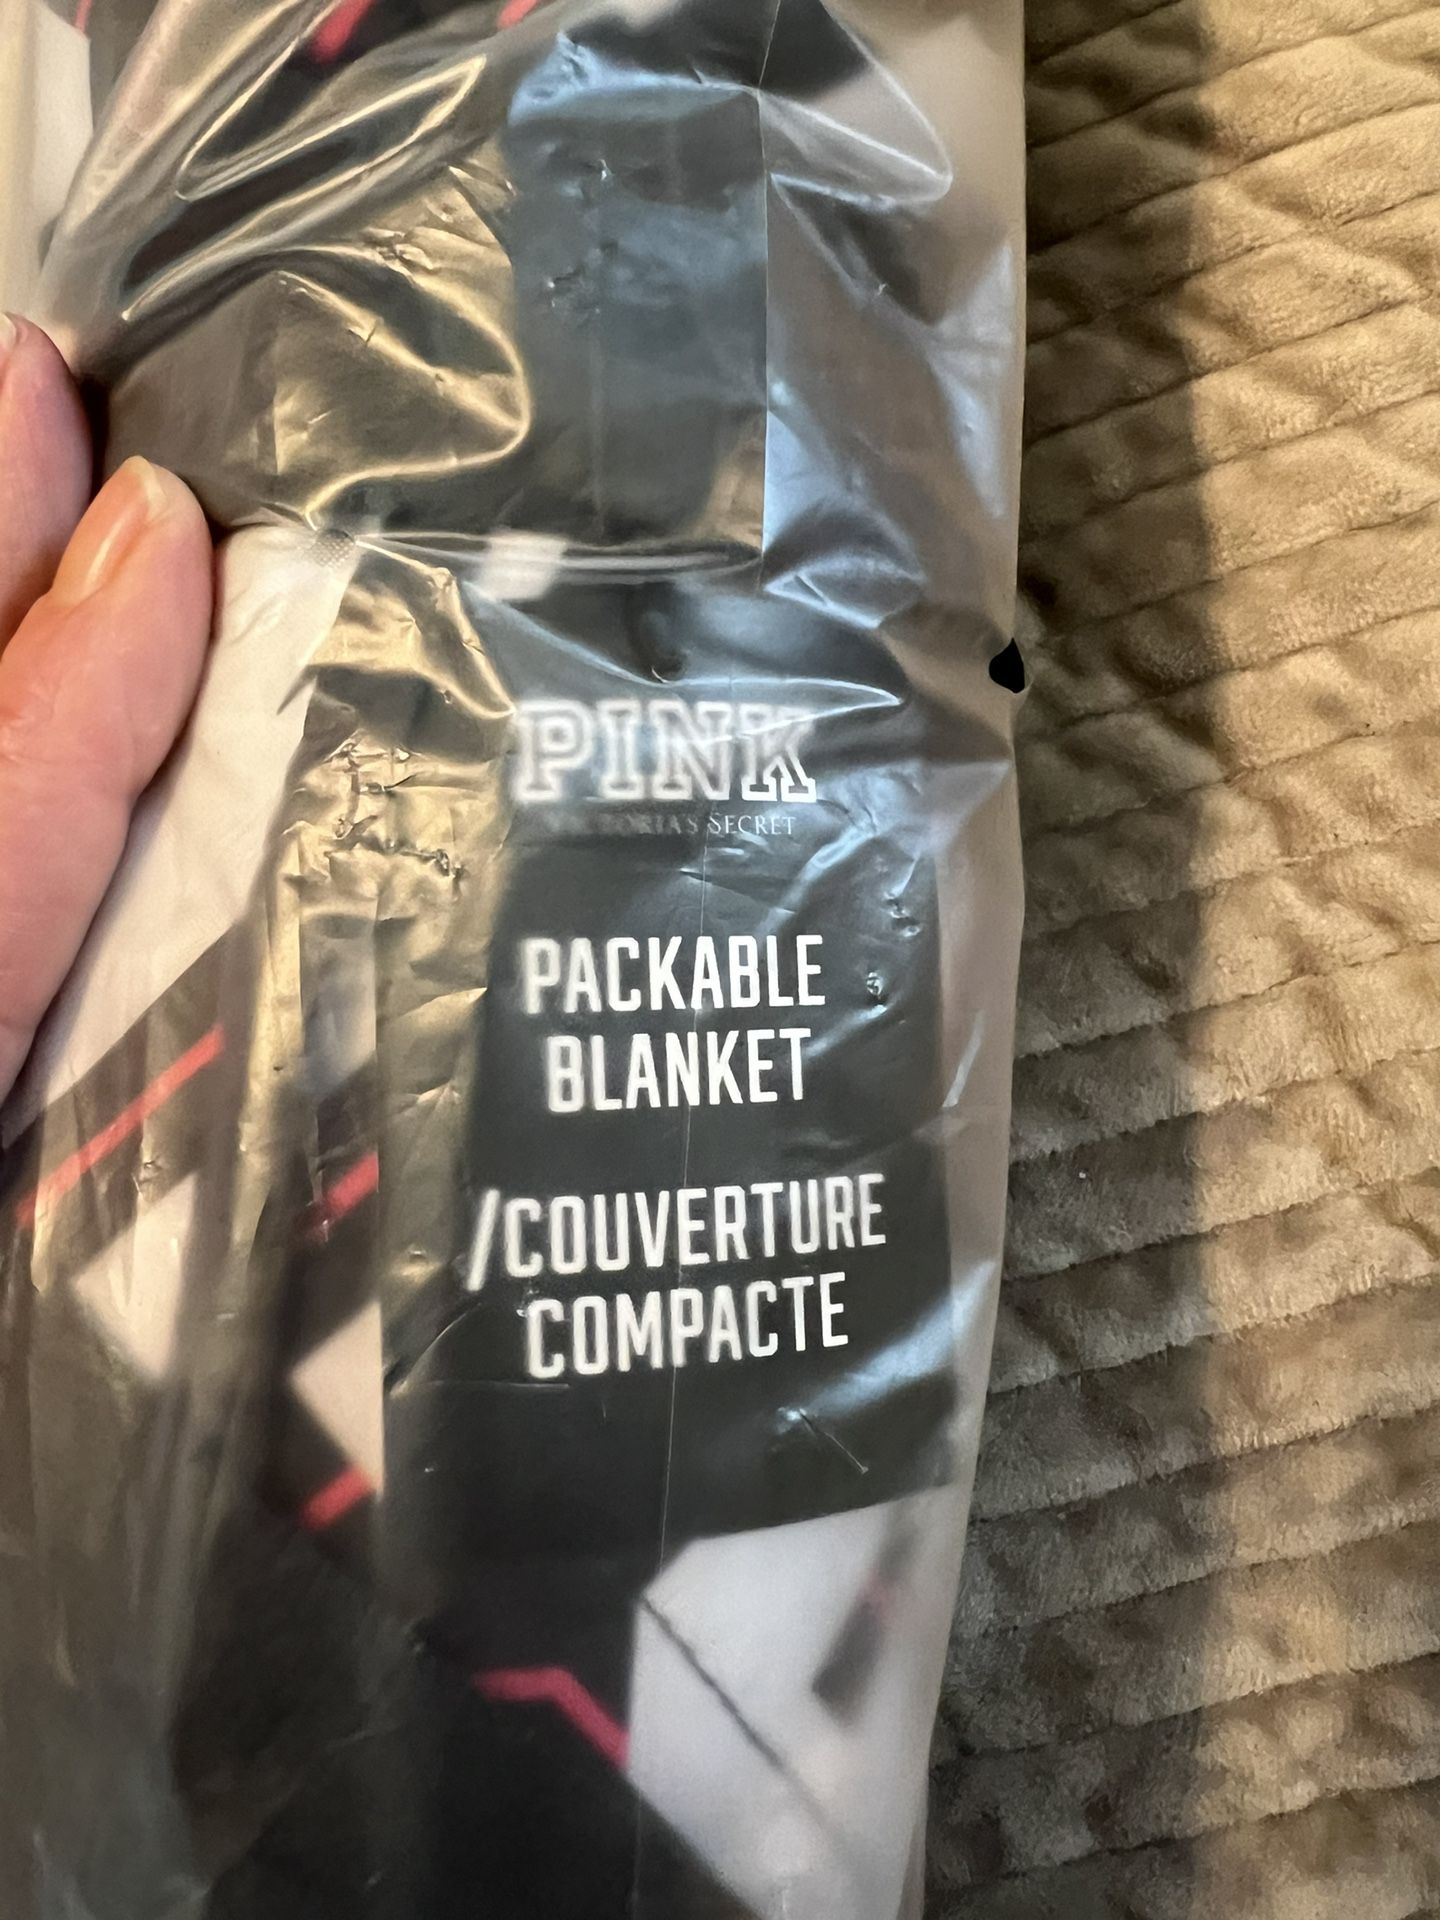 PINK
VICTORIA'S SECRET
PACKABLE
BLANKET
/COUVERTURE
COMPACTE